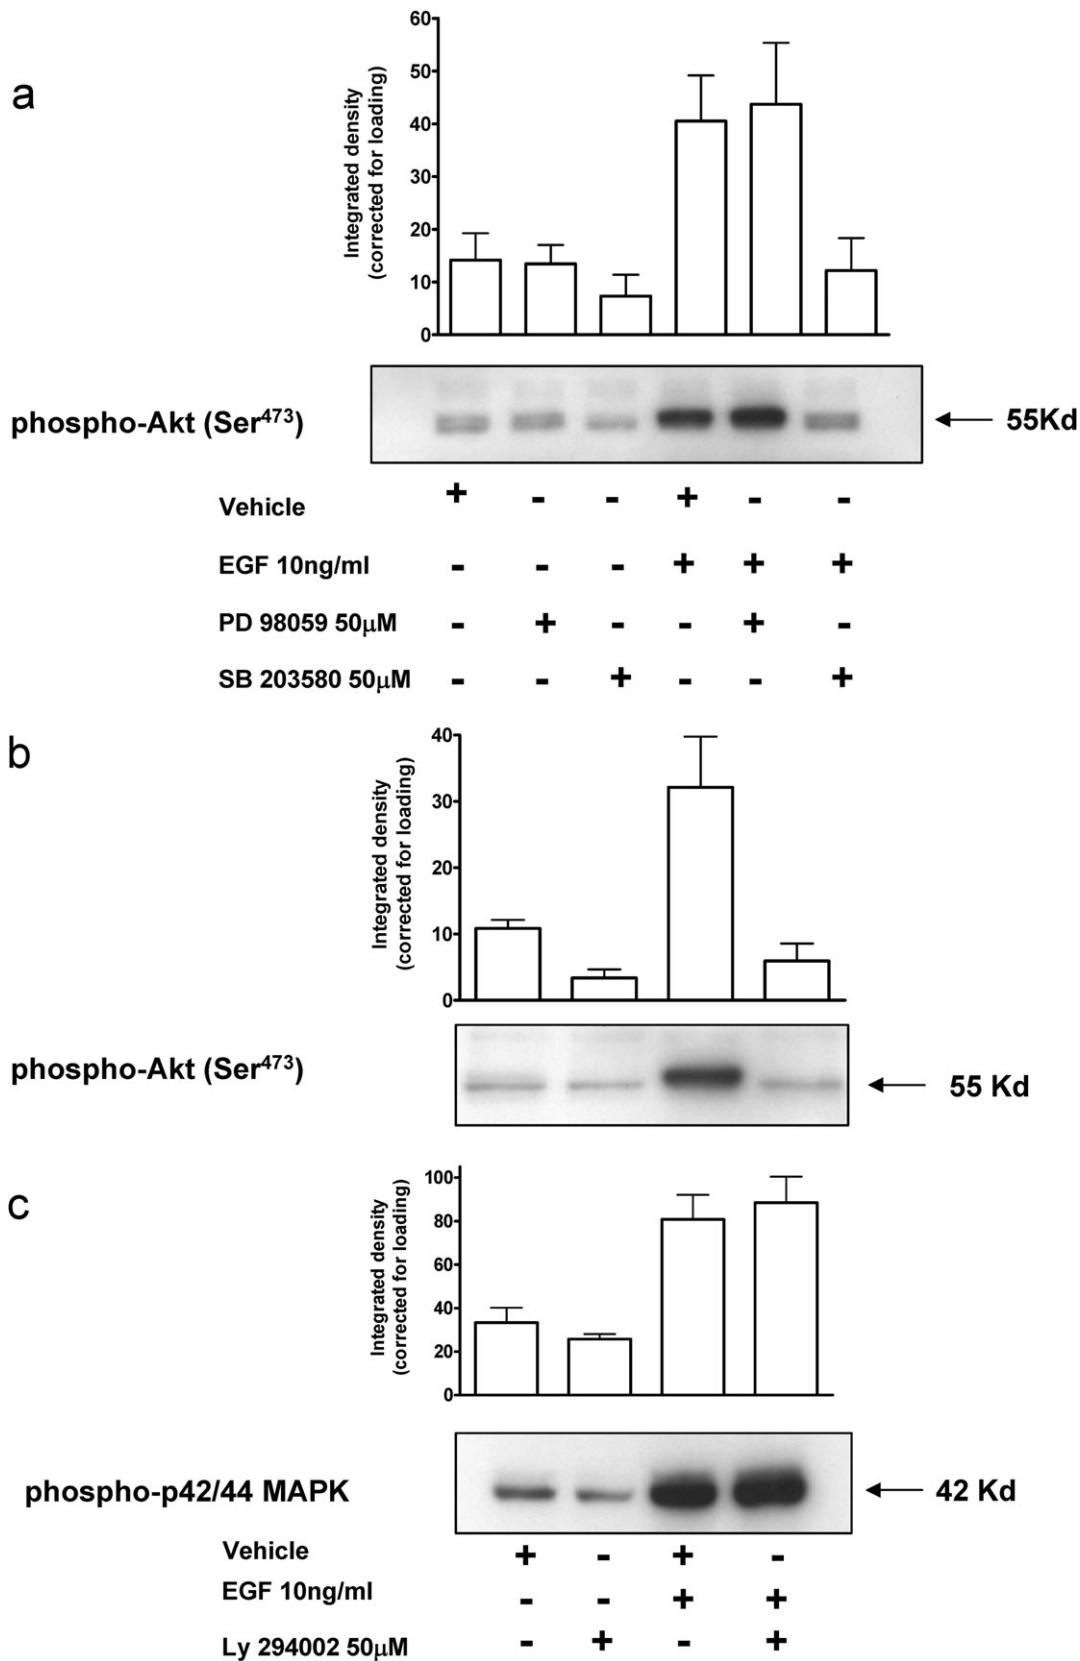 a
Integrated density
(corrected for loading)
60
50
40
30
20
10
0
phospho-Akt (Ser⁴⁷³)
55Kd
Vehicle + - - + - -
EGF 10ng/ml - - - + + +
PD 98059 50μM - + - - + -
SB 203580 50μM - - + - - +
b
Integrated density
(corrected for loading)
40
30
20
10
0
phospho-Akt (Ser⁴⁷³)
55 Kd
c
Integrated density
(corrected for loading)
100
80
60
40
20
0
phospho-p42/44 MAPK
42 Kd
Vehicle + - + -
EGF 10ng/ml - - + +
Ly 294002 50μM - + - +